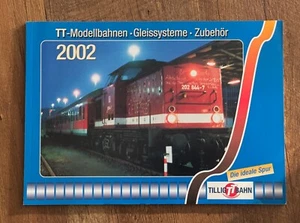 TT-Modellbahnen · Gleissysteme · Zubehör
2002
202 844-7
Die ideale Spur
TILLIG TT BAHN